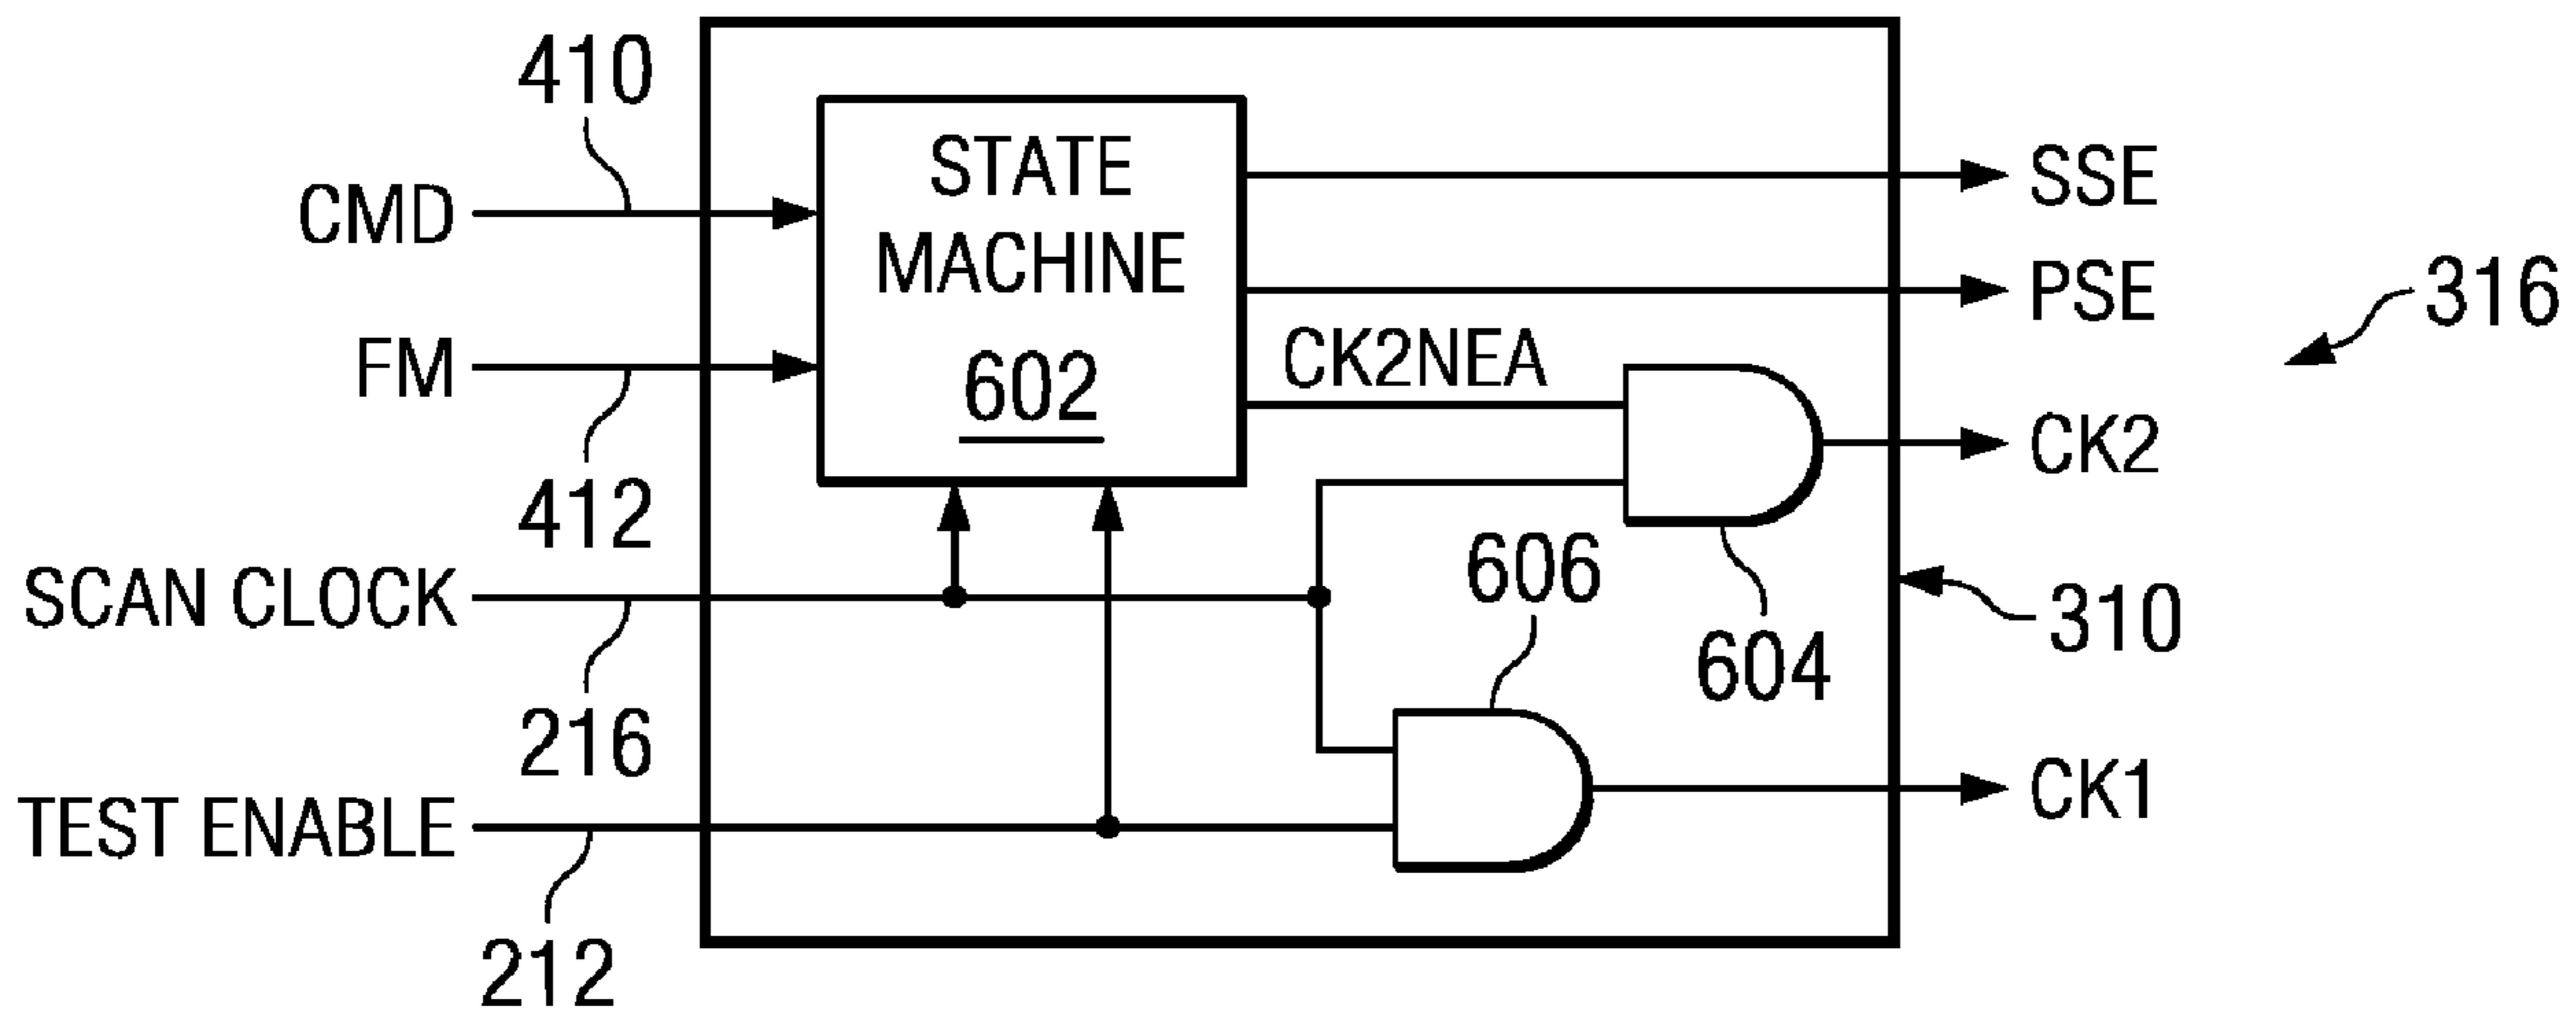 410
STATE
SSE
CMD
MACHINE
PSE
316
FM
602
CK2NEA
CK2
412
606
SCAN CLOCK
604
310
216
CK1
TEST ENABLE
212